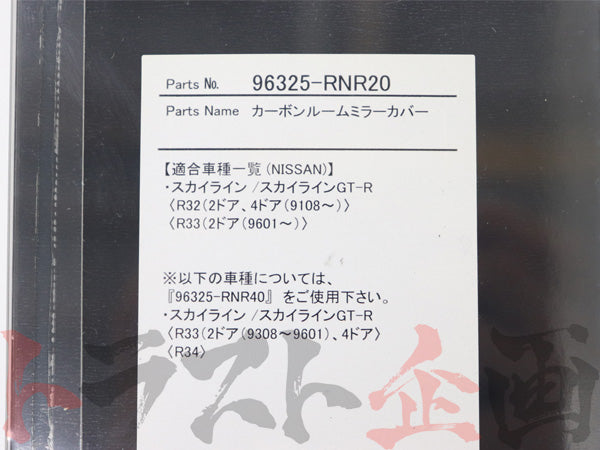 Parts No. 96325-RNR20
Parts Name カーボンルームミラーカバー
【適合車種一覧(NISSAN)】
・スカイライン /スカイラインGT-R
〈R32(2ドア、4ドア(9108～)〉
〈R33(2ドア(9601～)〉
※以下の車種については、
『96325-RNR40』 をご使用下さい。
・スカイライン /スカイラインGT-R
〈R33(2ドア(9308～9601)、4ドア〉
〈R34〉
トラスト企画